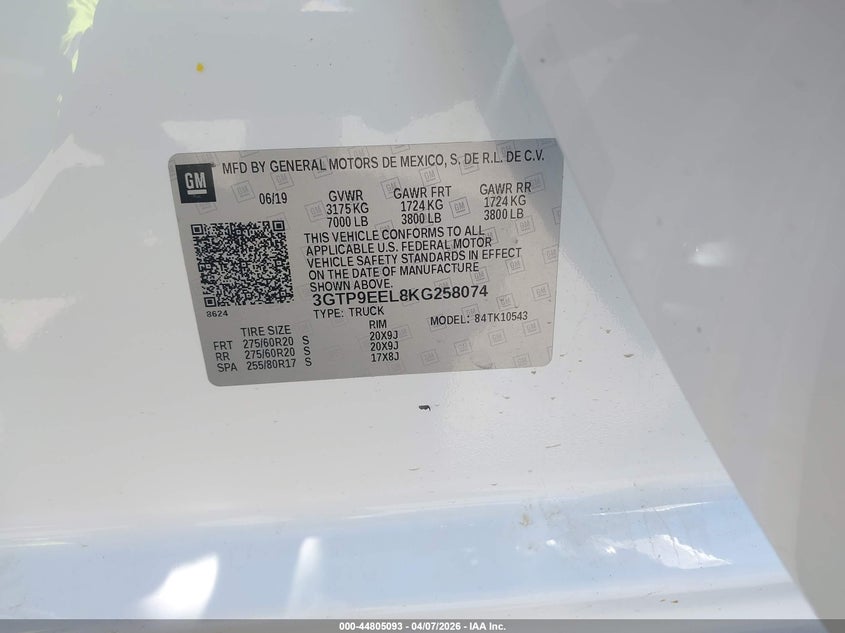 MFD BY GENERAL MOTORS DE MEXICO, S. DE R.L. DE C.V.
GM
06/19 GVWR GAWR FRT GAWR RR
3175 KG 1724 KG 1724 KG
7000 LB 3800 LB 3800 LB
THIS VEHICLE CONFORMS TO ALL
APPLICABLE U.S. FEDERAL MOTOR
VEHICLE SAFETY STANDARDS IN EFFECT
ON THE DATE OF MANUFACTURE
SHOWN ABOVE.
3GTP9EEL8KG258074
8624
TYPE: TRUCK MODEL: 84TK10543
TIRE SIZE RIM
FRT 275/60R20 S 20X9J
RR 275/60R20 S 20X9J
SPA 255/80R17 S 17X8J
000-44805093 - 04/07/2026 - IAA Inc.